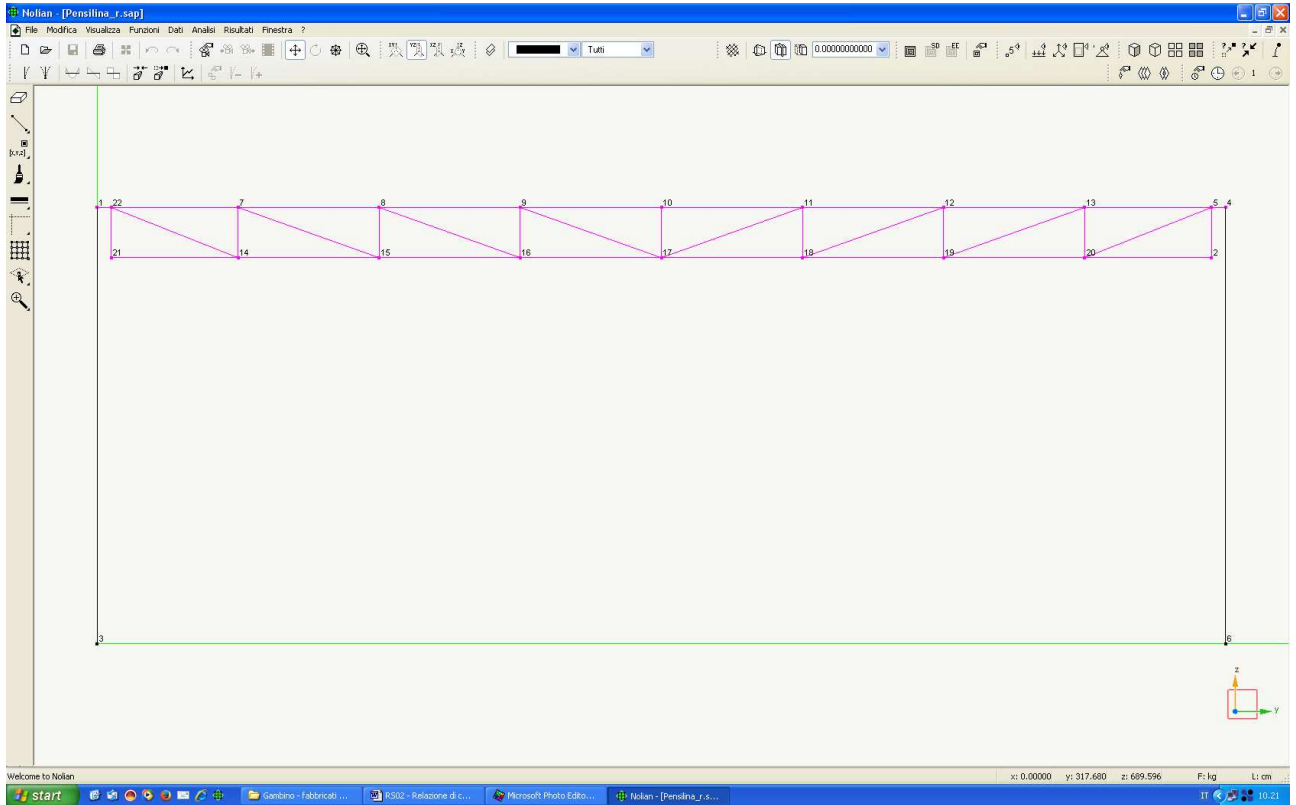 Nolian - [Pensilina_r.sap]
File Modifica Visualizza Funzioni Dati Analisi Risultati Finestra ?
Tutti
0.00000000000
1
[x,y,z]
1 22 7 8 9 10 11 12 13 5 4
21 14 15 16 17 18 19 20 2
3 6
z
y
Welcome to Nolian x: 0.00000 y: 317.680 z: 689.596 F: kg L: cm
start Gambino - fabbricati ... RS02 - Relazione di c... Microsoft Photo Edito... Nolian - [Pensilina_r.s... IT 10.21